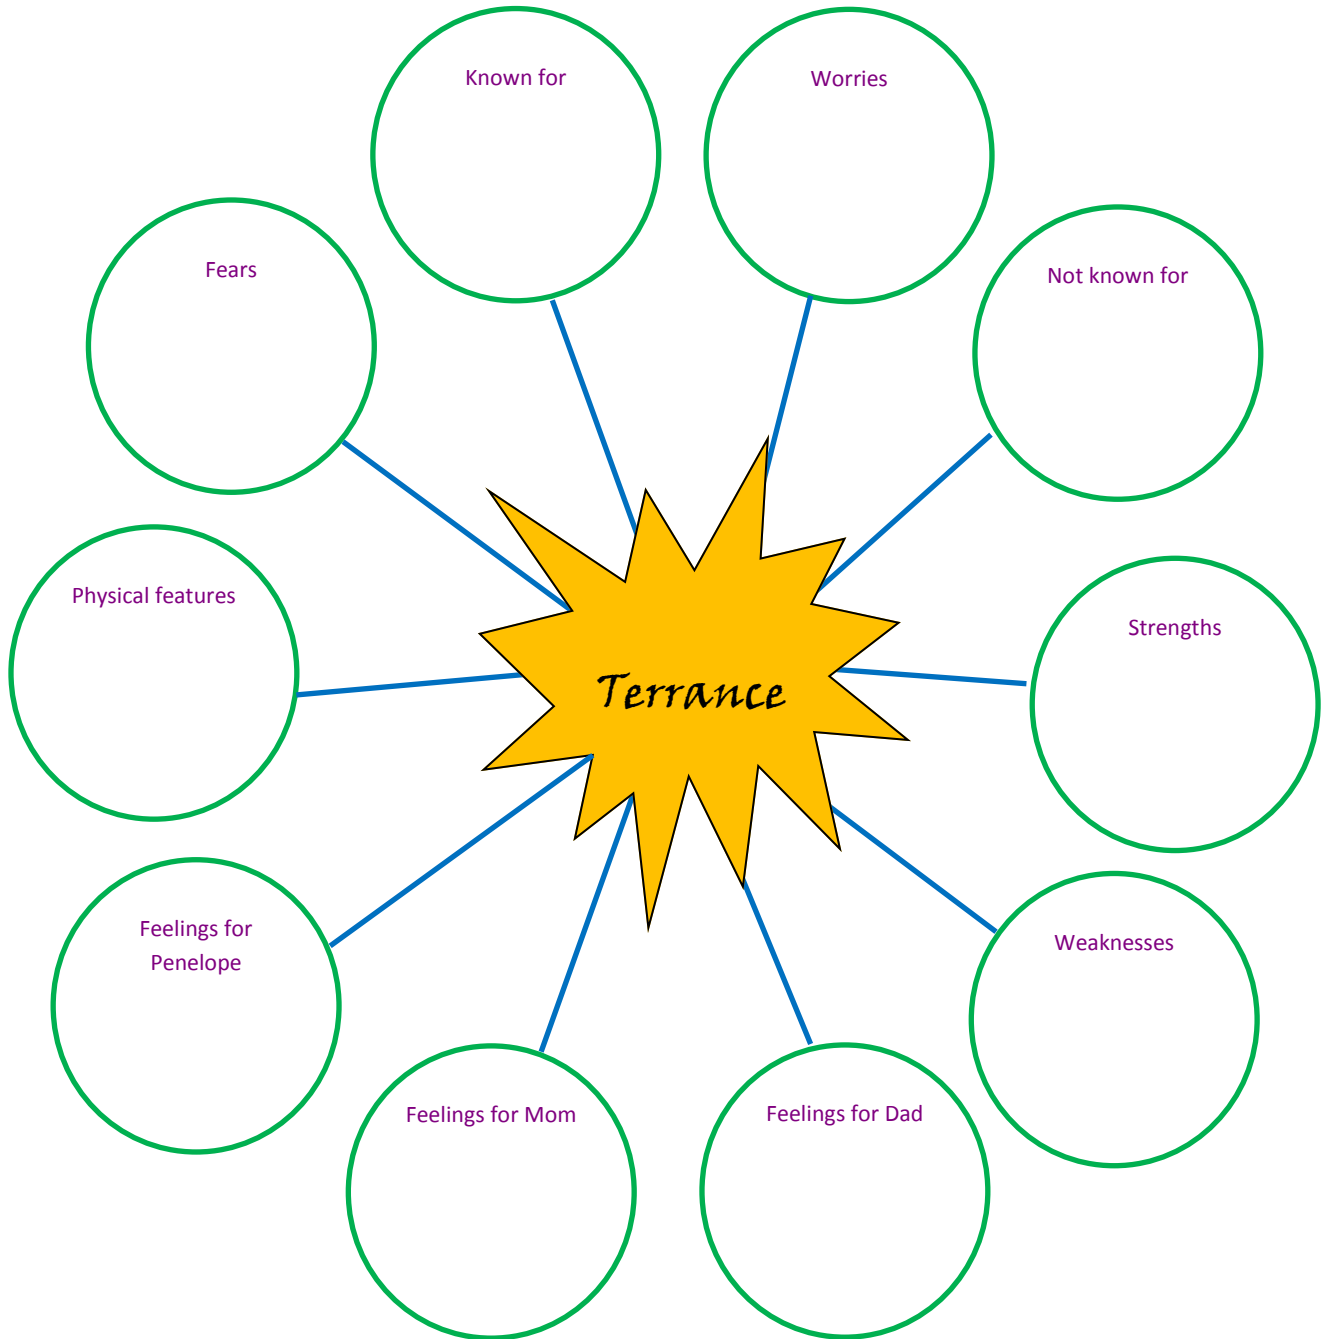 Known for
Worries
Fears
Not known for
Physical features
Strengths
Terrance
Feelings for
Penelope
Weaknesses
Feelings for Mom
Feelings for Dad